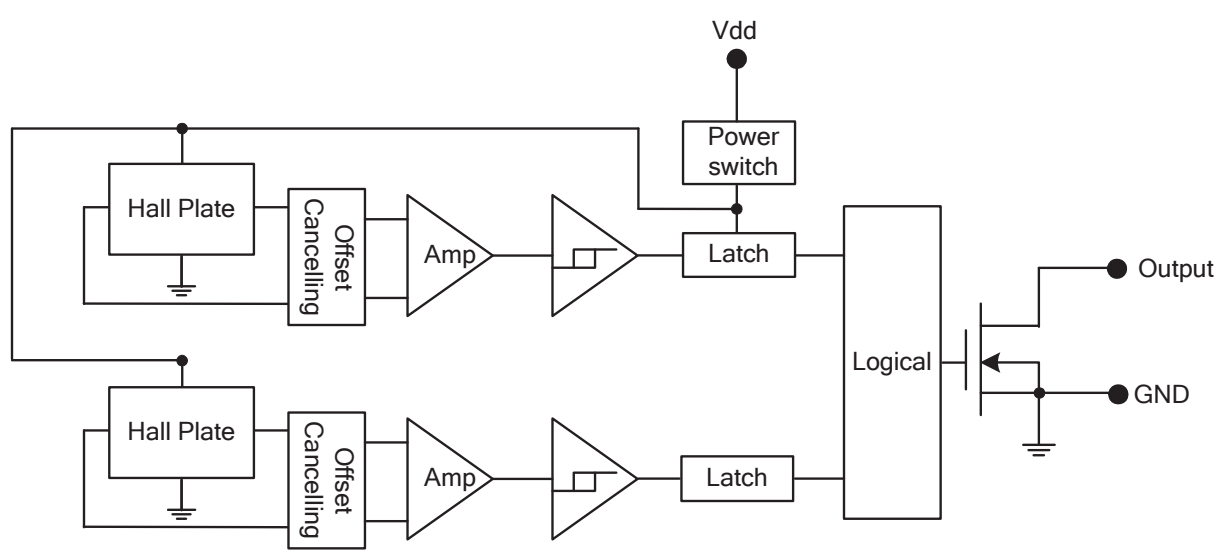 Vdd
Power
switch
Hall Plate
Offset
Cancelling
Amp
Latch
Output
Logical
GND
Hall Plate
Offset
Cancelling
Amp
Latch